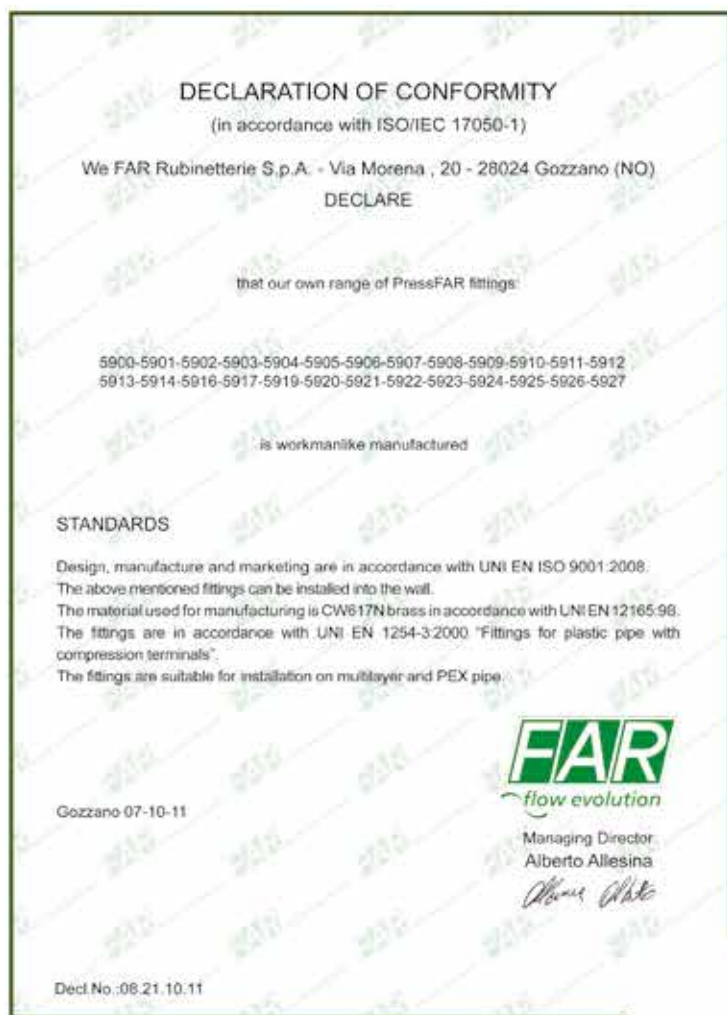 DECLARATION OF CONFORMITY
(in accordance with ISO/IEC 17050-1)
We FAR Rubinetterie S.p.A. - Via Morena , 20 - 28024 Gozzano (NO)
DECLARE
that our own range of PressFAR fittings:
5900-5901-5902-5903-5904-5905-5906-5907-5908-5909-5910-5911-5912
5913-5914-5916-5917-5919-5920-5921-5922-5923-5924-5925-5926-5927
is workmanlike manufactured
STANDARDS
Design, manufacture and marketing are in accordance with UNI EN ISO 9001:2008.
The above mentioned fittings can be installed into the wall.
The material used for manufacturing is CW617N brass in accordance with UNI EN 12165:98.
The fittings are in accordance with UNI EN 1254-3:2000 "Fittings for plastic pipe with
compression terminals".
The fittings are suitable for installation on multilayer and PEX pipe.
FAR
flow evolution
Gozzano 07-10-11
Managing Director
Alberto Allesina
Decl.No.:08.21.10.11